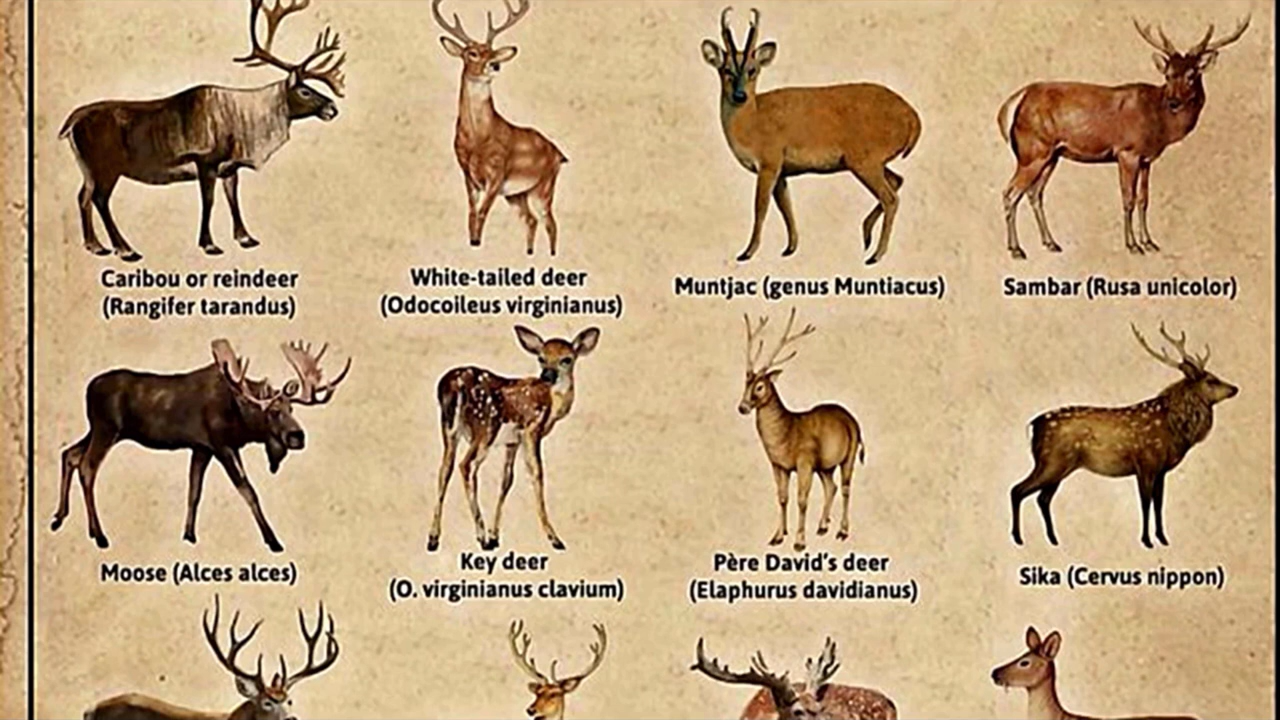 Caribou or reindeer
(Rangifer tarandus)
White-tailed deer
(Odocoileus virginianus)
Muntjac (genus Muntiacus)
Sambar (Rusa unicolor)
Moose (Alces alces)
Key deer
(O. virginianus clavium)
Père David's deer
(Elaphurus davidianus)
Sika (Cervus nippon)